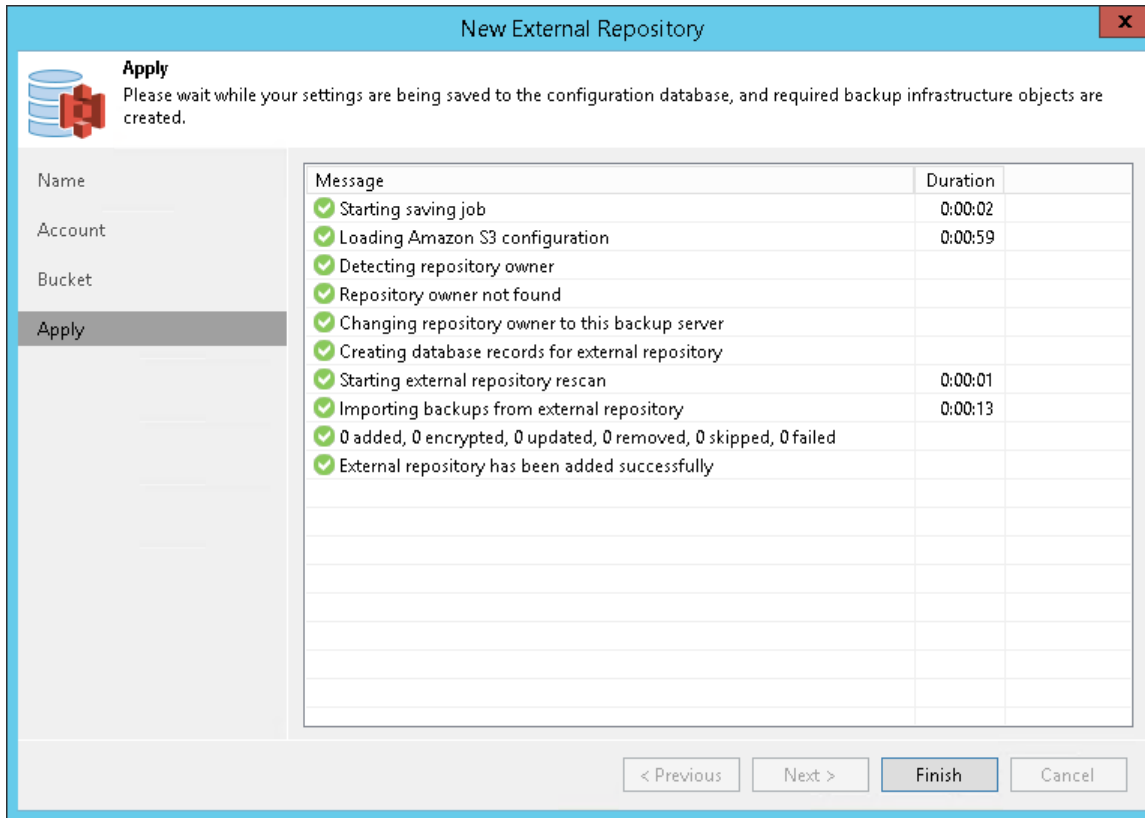 New External Repository
x
Apply
Please wait while your settings are being saved to the configuration database, and required backup infrastructure objects are
created.
Name
Account
Bucket
Apply
Message Duration
Starting saving job 0:00:02
Loading Amazon S3 configuration 0:00:59
Detecting repository owner
Repository owner not found
Changing repository owner to this backup server
Creating database records for external repository
Starting external repository rescan 0:00:01
Importing backups from external repository 0:00:13
0 added, 0 encrypted, 0 updated, 0 removed, 0 skipped, 0 failed
External repository has been added successfully
< Previous Next > Finish Cancel